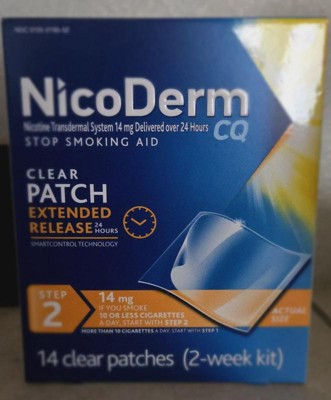 NicoDerm
CQ
Nicotine Transdermal System 14 mg Delivered over 24 Hours
STOP SMOKING AID
CLEAR
PATCH
EXTENDED
RELEASE 24 HOURS
SMARTCONTROL TECHNOLOGY
STEP
2
14 mg
IF YOU SMOKE
10 OR LESS CIGARETTES
A DAY, START WITH STEP 2
MORE THAN 10 CIGARETTES A DAY, START WITH STEP 1
ACTUAL
SIZE
14 clear patches (2-week kit)